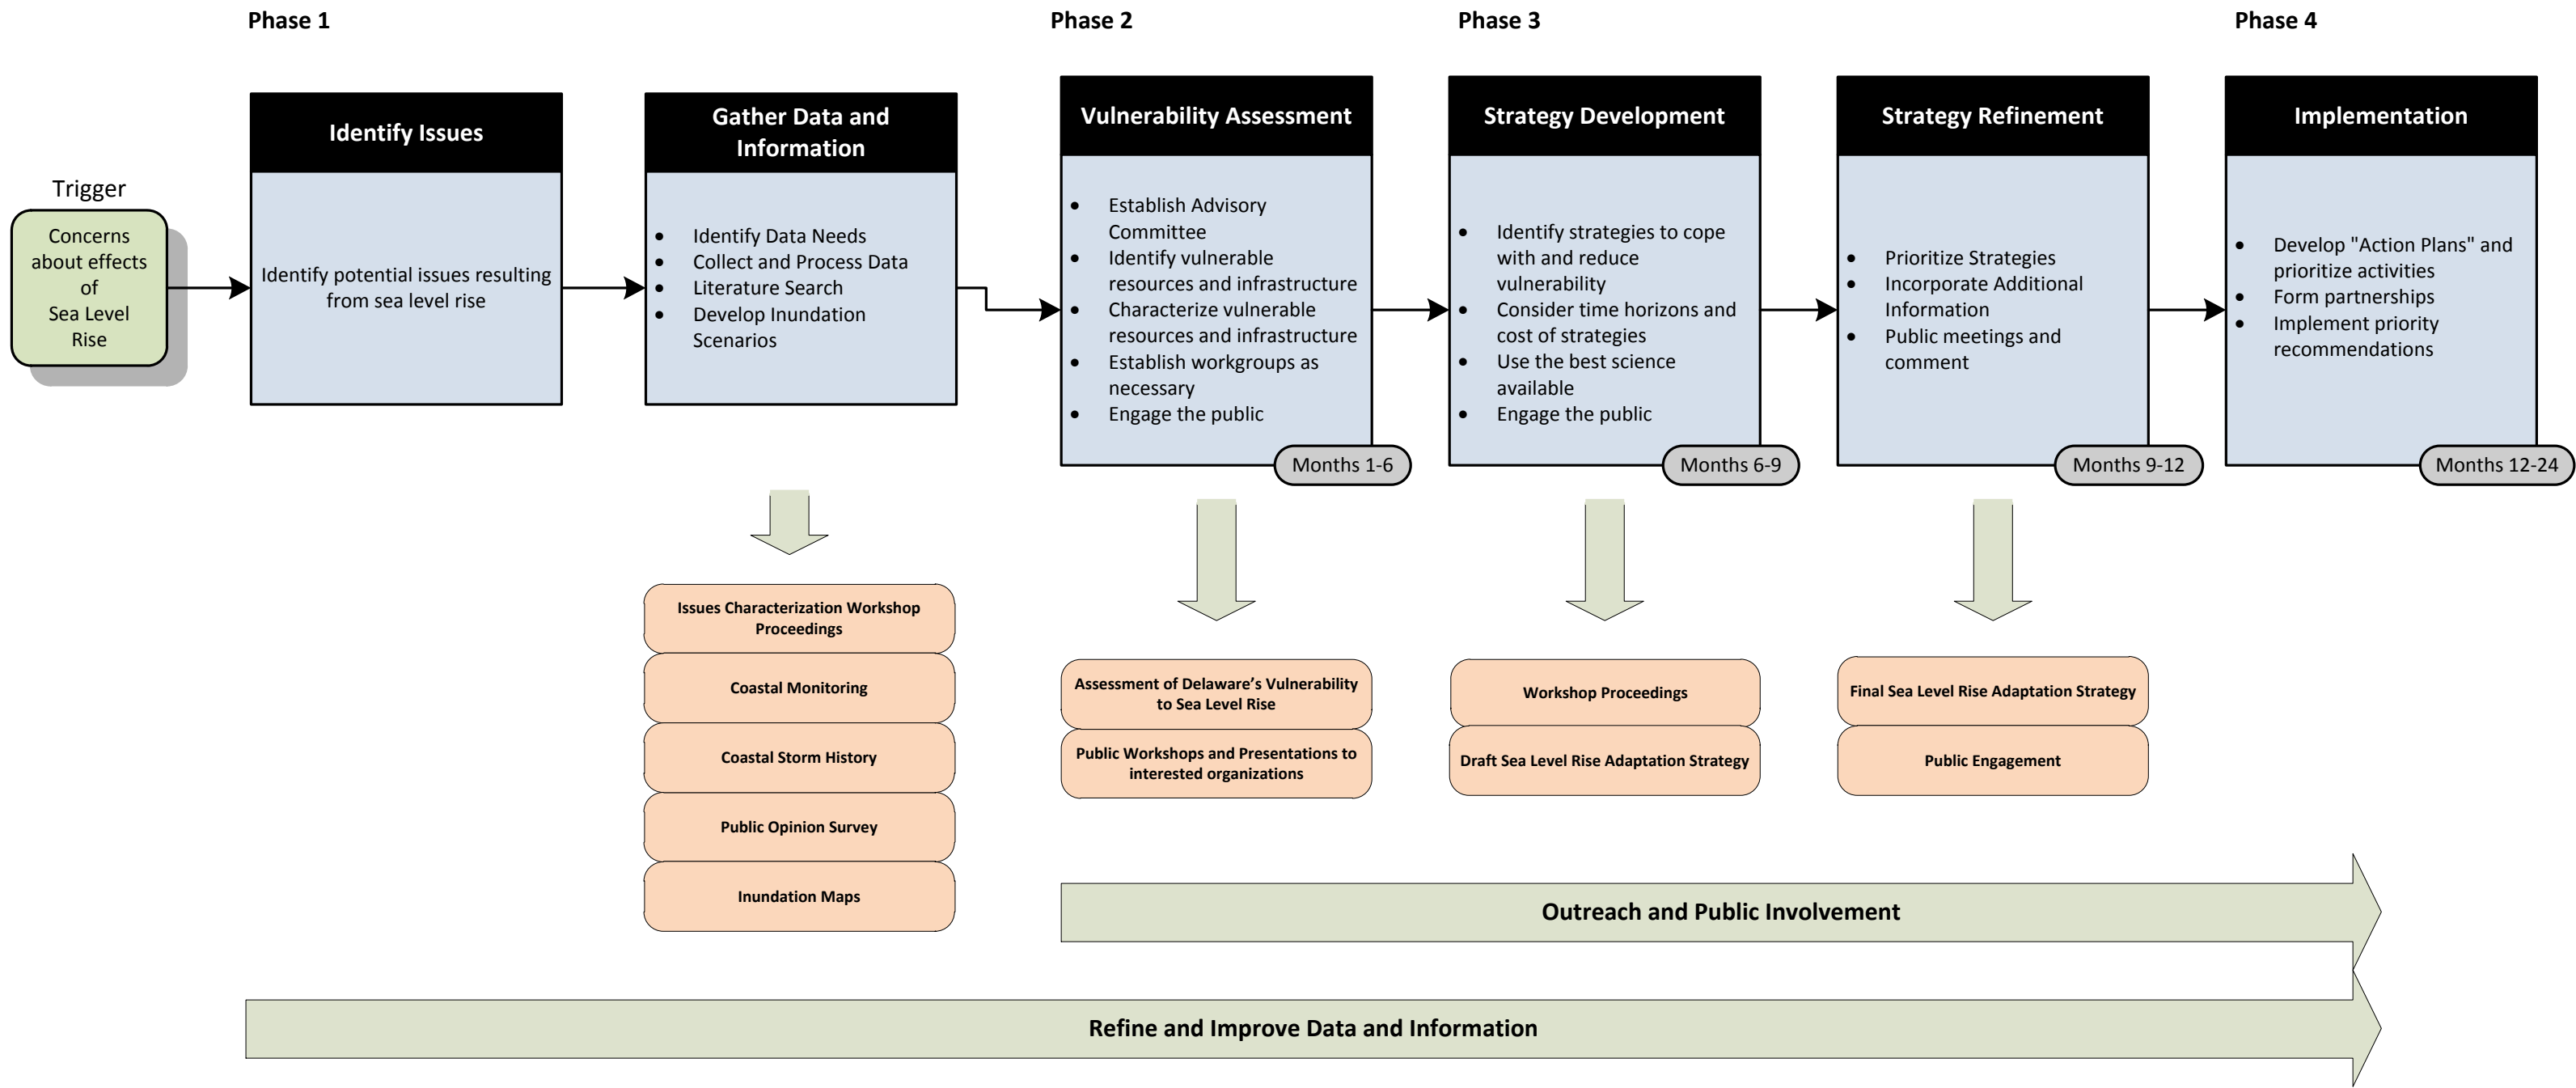 Phase 1
Phase 2
Phase 3
Phase 4
Trigger
Concerns
about effects
of
Sea Level
Rise
Identify Issues
Identify potential issues resulting
from sea level rise
Gather Data and
Information
• Identify Data Needs
• Collect and Process Data
• Literature Search
• Develop Inundation
Scenarios
Vulnerability Assessment
• Establish Advisory
Committee
• Identify vulnerable
resources and infrastructure
• Characterize vulnerable
resources and infrastructure
• Establish workgroups as
necessary
• Engage the public
Months 1-6
Strategy Development
• Identify strategies to cope
with and reduce
vulnerability
• Consider time horizons and
cost of strategies
• Use the best science
available
• Engage the public
Months 6-9
Strategy Refinement
• Prioritize Strategies
• Incorporate Additional
Information
• Public meetings and
comment
Months 9-12
Implementation
• Develop "Action Plans" and
prioritize activities
• Form partnerships
• Implement priority
recommendations
Months 12-24
Issues Characterization Workshop
Proceedings
Coastal Monitoring
Coastal Storm History
Public Opinion Survey
Inundation Maps
Assessment of Delaware’s Vulnerability
to Sea Level Rise
Public Workshops and Presentations to
interested organizations
Workshop Proceedings
Draft Sea Level Rise Adaptation Strategy
Final Sea Level Rise Adaptation Strategy
Public Engagement
Outreach and Public Involvement
Refine and Improve Data and Information